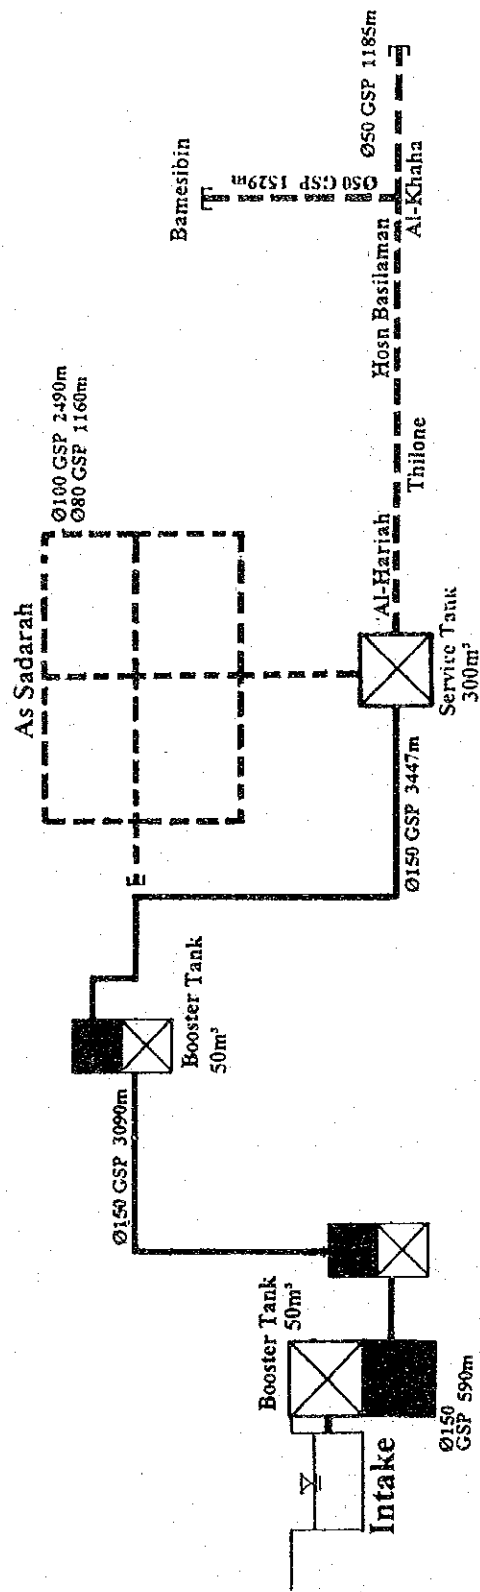 Intake
Ø150
GSP 590m
Booster Tank
50m³
Ø150 GSP 3090m
Booster Tank
50m³
Ø150 GSP 3447m
Service Tank
300m³
As Sadarah
Ø100 GSP 2490m
Ø80 GSP 1160m
Al-Hariah
Thilone
Hosn Basilaman
Al-Khaha
Bamesibin
Ø50 GSP 1529m
Ø50 GSP 1185m